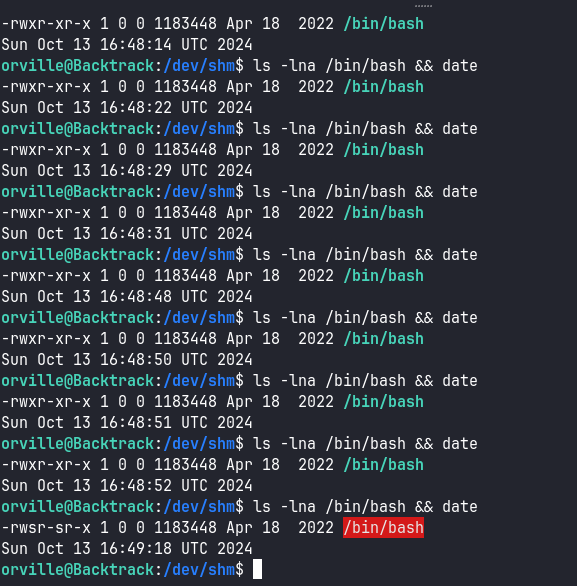 -rwxr-xr-x 1 0 0 1183448 Apr 18  2022 /bin/bash
Sun Oct 13 16:48:14 UTC 2024
orville@Backtrack:/dev/shm$ ls -lna /bin/bash && date
-rwxr-xr-x 1 0 0 1183448 Apr 18  2022 /bin/bash
Sun Oct 13 16:48:22 UTC 2024
orville@Backtrack:/dev/shm$ ls -lna /bin/bash && date
-rwxr-xr-x 1 0 0 1183448 Apr 18  2022 /bin/bash
Sun Oct 13 16:48:29 UTC 2024
orville@Backtrack:/dev/shm$ ls -lna /bin/bash && date
-rwxr-xr-x 1 0 0 1183448 Apr 18  2022 /bin/bash
Sun Oct 13 16:48:31 UTC 2024
orville@Backtrack:/dev/shm$ ls -lna /bin/bash && date
-rwxr-xr-x 1 0 0 1183448 Apr 18  2022 /bin/bash
Sun Oct 13 16:48:48 UTC 2024
orville@Backtrack:/dev/shm$ ls -lna /bin/bash && date
-rwxr-xr-x 1 0 0 1183448 Apr 18  2022 /bin/bash
Sun Oct 13 16:48:50 UTC 2024
orville@Backtrack:/dev/shm$ ls -lna /bin/bash && date
-rwxr-xr-x 1 0 0 1183448 Apr 18  2022 /bin/bash
Sun Oct 13 16:48:51 UTC 2024
orville@Backtrack:/dev/shm$ ls -lna /bin/bash && date
-rwxr-xr-x 1 0 0 1183448 Apr 18  2022 /bin/bash
Sun Oct 13 16:48:52 UTC 2024
orville@Backtrack:/dev/shm$ ls -lna /bin/bash && date
-rwsr-sr-x 1 0 0 1183448 Apr 18  2022 /bin/bash
Sun Oct 13 16:49:18 UTC 2024
orville@Backtrack:/dev/shm$